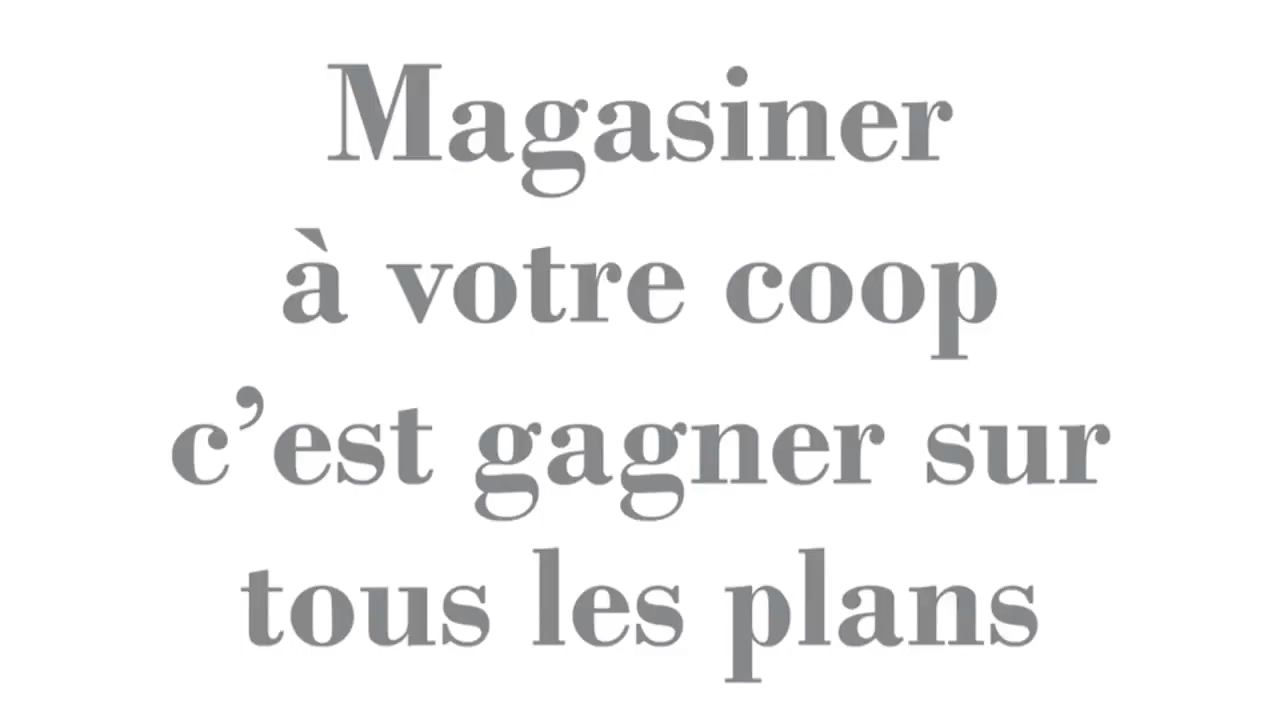 Magasiner
à votre coop
c’est gagner sur
tous les plans